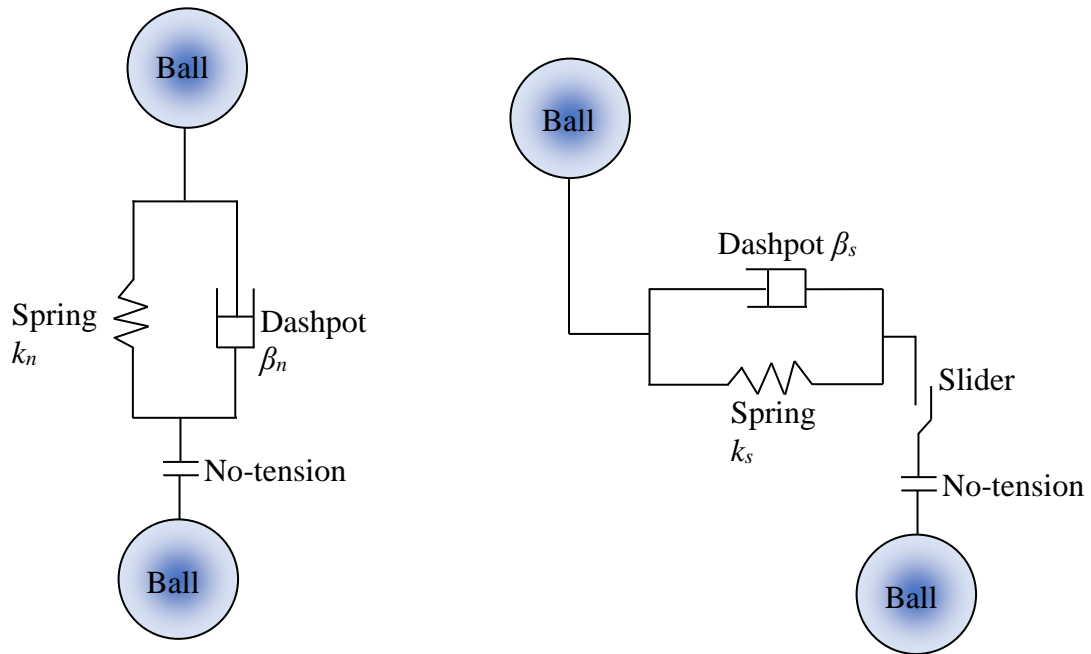 Ball
Spring
kₙ
Dashpot
βₙ
No-tension
Ball
Ball
Dashpot βₛ
Spring
kₛ
Slider
No-tension
Ball